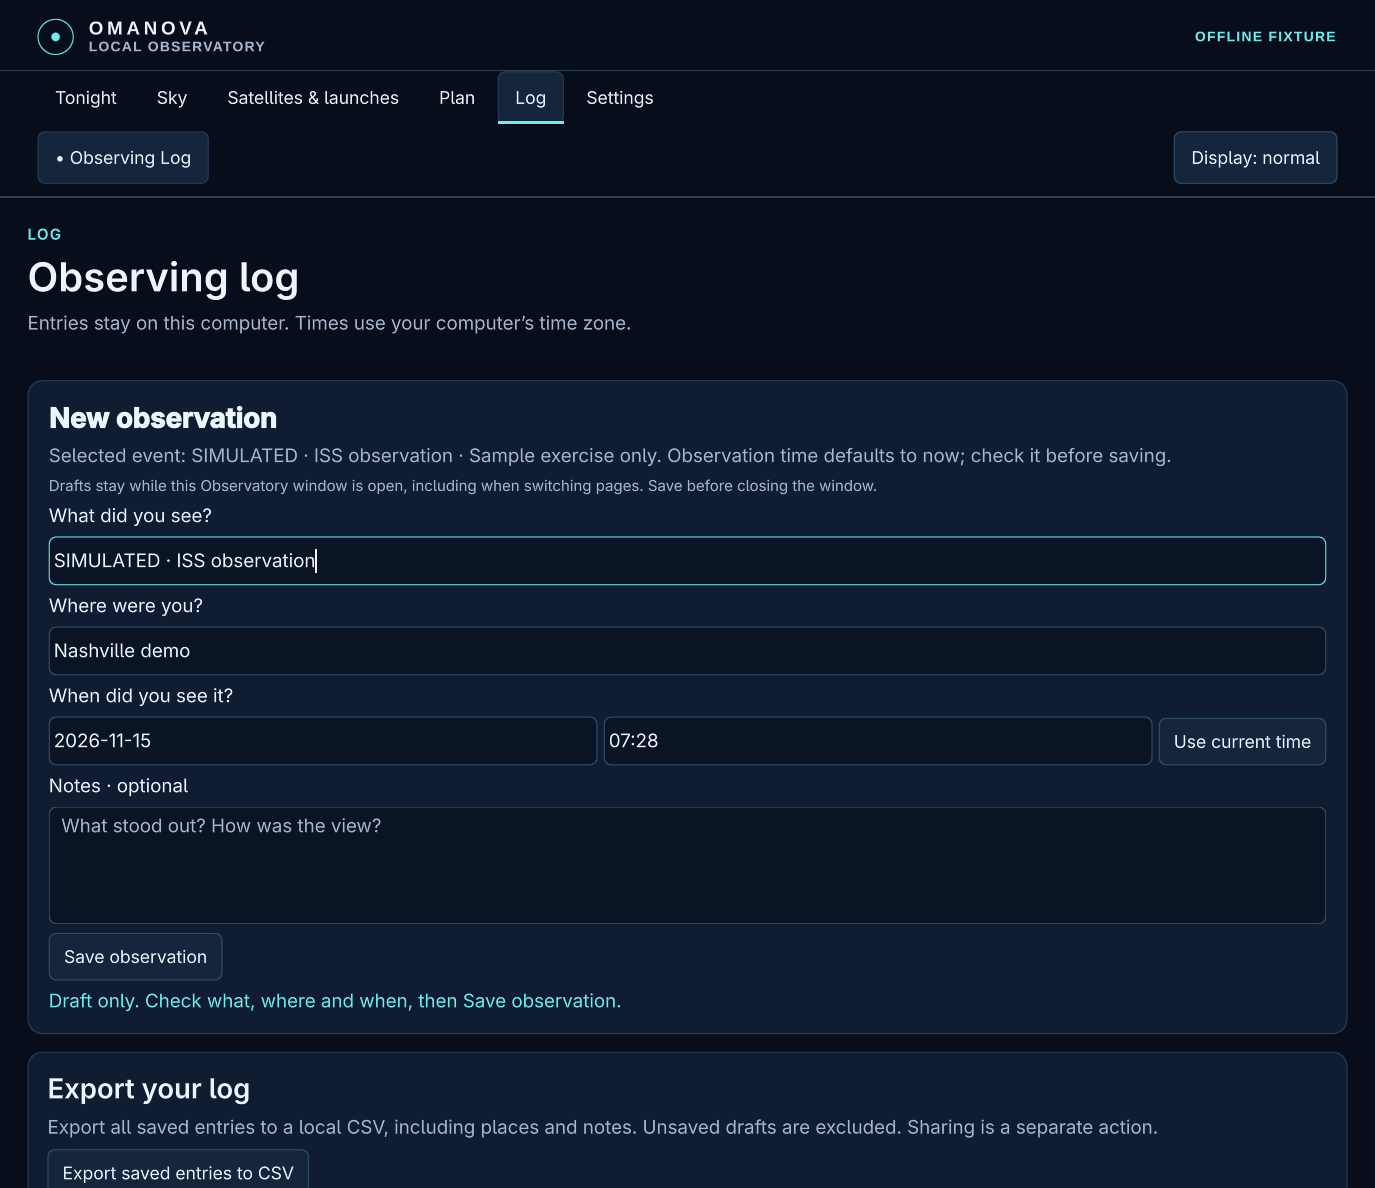 OMANOVA
LOCAL OBSERVATORY
OFFLINE FIXTURE
Tonight
Sky
Satellites & launches
Plan
Log
Settings
• Observing Log
Display: normal
LOG
Observing log
Entries stay on this computer. Times use your computer’s time zone.
New observation
Selected event: SIMULATED · ISS observation · Sample exercise only. Observation time defaults to now; check it before saving.
Drafts stay while this Observatory window is open, including when switching pages. Save before closing the window.
What did you see?
SIMULATED · ISS observation
Where were you?
Nashville demo
When did you see it?
2026-11-15
07:28
Use current time
Notes · optional
What stood out? How was the view?
Save observation
Draft only. Check what, where and when, then Save observation.
Export your log
Export all saved entries to a local CSV, including places and notes. Unsaved drafts are excluded. Sharing is a separate action.
Export saved entries to CSV